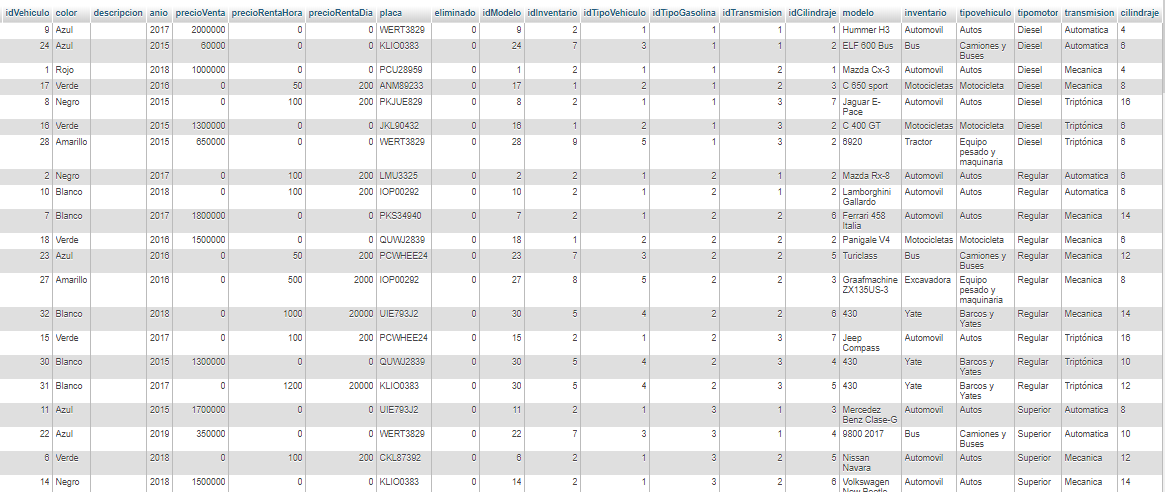 idVehiculo color descripcion anio precioVenta precioRentaHora precioRentaDia placa eliminado idModelo idInventario idTipoVehiculo idTipoGasolina idTransmision idCilindraje modelo inventario tipovehiculo tipomotor transmision cilindraje
9 Azul 2017 2000000 0 0 WERT3829 0 9 2 1 1 1 1 Hummer H3 Automovil Autos Diesel Automatica 4
24 Azul 2015 60000 0 0 KLIO0383 0 24 7 3 1 1 2 ELF 600 Bus Bus Camiones y Diesel Automatica 6
Buses
1 Rojo 2018 1000000 0 0 PCU28959 0 1 2 1 1 2 1 Mazda Cx-3 Automovil Autos Diesel Mecanica 4
17 Verde 2016 0 50 200 ANM89233 0 17 1 2 1 2 3 C 650 sport Motocicletas Motocicleta Diesel Mecanica 8
8 Negro 2015 0 100 200 PKJUE829 0 8 2 1 1 3 7 Jaguar E- Automovil Autos Diesel Triptónica 16
Pace
16 Verde 2015 1300000 0 0 JKL90432 0 16 1 2 1 3 2 C 400 GT Motocicletas Motocicleta Diesel Triptónica 6
28 Amarillo 2015 650000 0 0 WERT3829 0 28 9 5 1 3 2 6920 Tractor Equipo Diesel Triptónica 6
pesado y
maquinaria
2 Negro 2017 0 100 200 LMU3325 0 2 2 1 2 1 2 Mazda Rx-8 Automovil Autos Regular Automatica 6
10 Blanco 2018 0 100 200 IOP00292 0 10 2 1 2 1 2 Lamborghini Automovil Autos Regular Automatica 6
Gallardo
7 Blanco 2017 1800000 0 0 PKS34940 0 7 2 1 2 2 6 Ferrari 458 Automovil Autos Regular Mecanica 14
Italia
18 Verde 2016 1500000 0 0 QUWJ2839 0 18 1 2 2 2 2 Panigale V4 Motocicletas Motocicleta Regular Mecanica 6
23 Azul 2016 0 50 200 PCWHEE24 0 23 7 3 2 2 5 Turiclass Bus Camiones y Regular Mecanica 12
Buses
27 Amarillo 2016 0 500 2000 IOP00292 0 27 8 5 2 2 3 Graafmachine Excavadora Equipo Regular Mecanica 8
ZX135US-3 pesado y
maquinaria
32 Blanco 2018 0 1000 20000 UIE793J2 0 30 5 4 2 2 6 430 Yate Barcos y Regular Mecanica 14
Yates
15 Verde 2017 0 100 200 PCWHEE24 0 15 2 1 2 3 7 Jeep Automovil Autos Regular Triptónica 16
Compass
30 Blanco 2015 1300000 0 0 QUWJ2839 0 30 5 4 2 3 4 430 Yate Barcos y Regular Triptónica 10
Yates
31 Blanco 2017 0 1200 20000 KLIO0383 0 30 5 4 2 3 5 430 Yate Barcos y Regular Triptónica 12
Yates
11 Azul 2015 1700000 0 0 UIE793J2 0 11 2 1 3 1 3 Mercedez Automovil Autos Superior Automatica 8
Benz Clase-G
22 Azul 2019 350000 0 0 WERT3829 0 22 7 3 3 1 4 9800 2017 Bus Camiones y Superior Automatica 10
Buses
6 Verde 2018 0 100 200 CKL87392 0 6 2 1 3 2 5 Nissan Automovil Autos Superior Mecanica 12
Navara
14 Negro 2018 1500000 0 0 KLIO0383 0 14 2 1 3 2 6 Volkswagen Automovil Autos Superior Mecanica 14